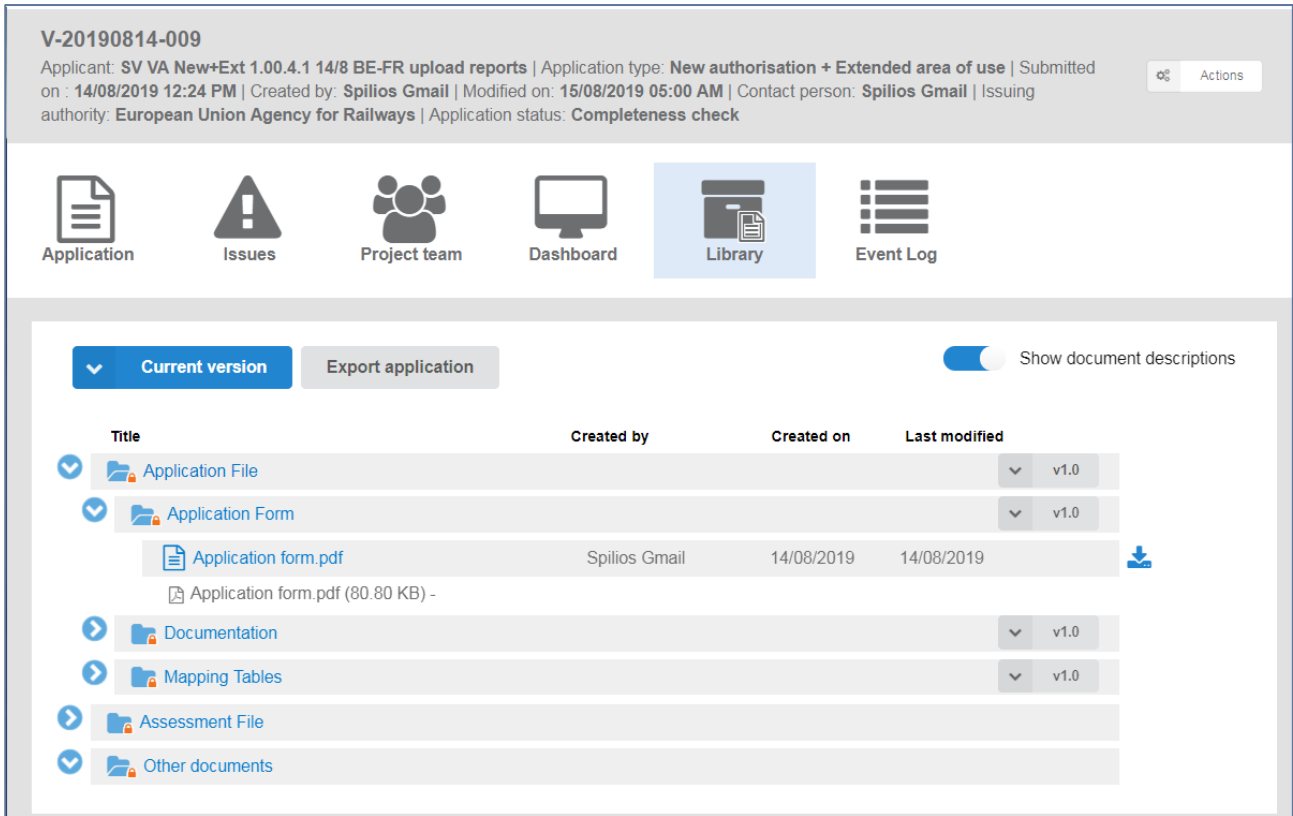 V-20190814-009
Applicant: SV VA New+Ext 1.00.4.1 14/8 BE-FR upload reports | Application type: New authorisation + Extended area of use | Submitted
on : 14/08/2019 12:24 PM | Created by: Spilios Gmail | Modified on: 15/08/2019 05:00 AM | Contact person: Spilios Gmail | Issuing
authority: European Union Agency for Railways | Application status: Completeness check
Actions
Application Issues Project team Dashboard Library Event Log
Current version Export application Show document descriptions
Title Created by Created on Last modified
Application File v1.0
Application Form v1.0
Application form.pdf Spilios Gmail 14/08/2019 14/08/2019
Application form.pdf (80.80 KB) -
Documentation v1.0
Mapping Tables v1.0
Assessment File
Other documents